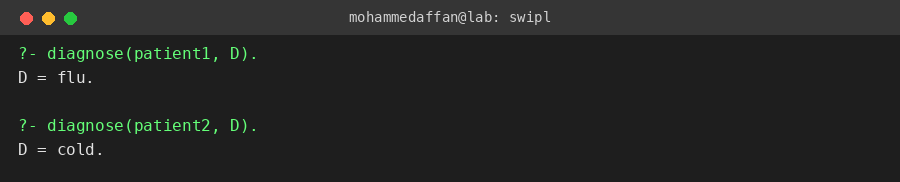 mohammedaffan@lab: swipl
?- diagnose(patient1, D).
D = flu.
?- diagnose(patient2, D).
D = cold.